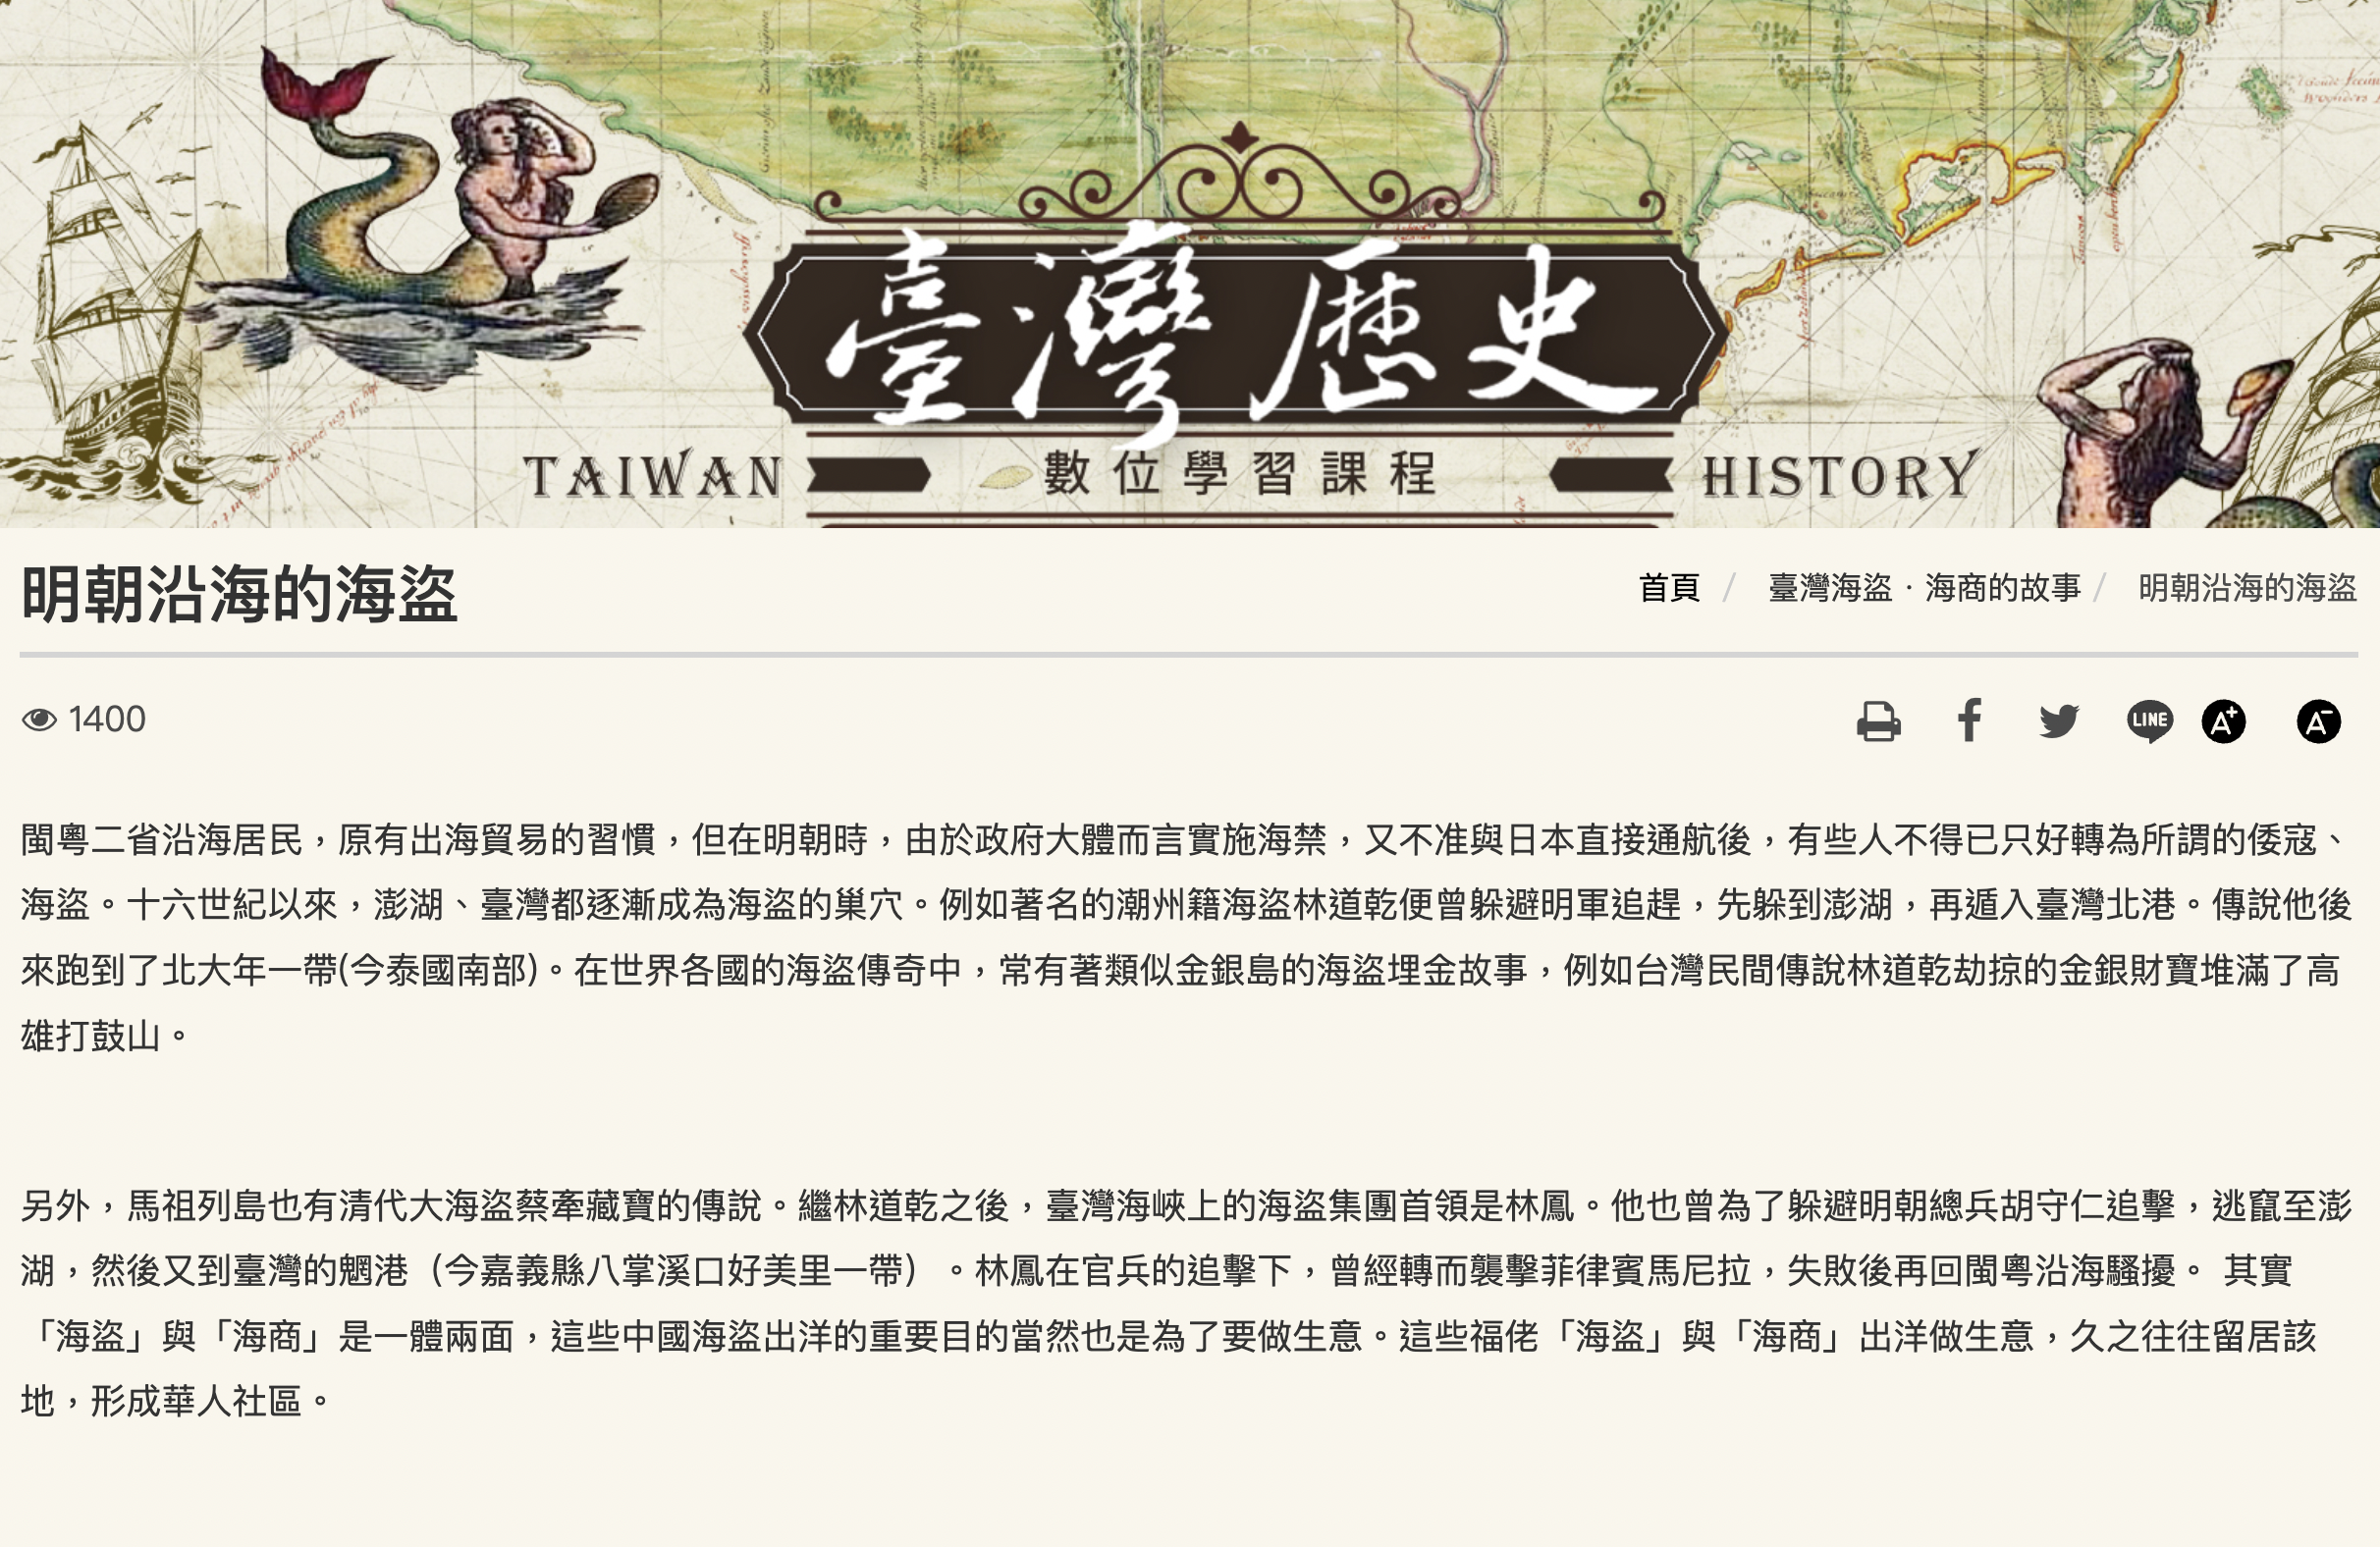 臺灣歷史
TAIWAN 數位學習課程 HISTORY
明朝沿海的海盜
首頁 / 臺灣海盜．海商的故事 / 明朝沿海的海盜
1400
LINE A+ A-
閩粵二省沿海居民，原有出海貿易的習慣，但在明朝時，由於政府大體而言實施海禁，又不准與日本直接通航後，有些人不得已只好轉為所謂的倭寇、
海盜。十六世紀以來，澎湖、臺灣都逐漸成為海盜的巢穴。例如著名的潮州籍海盜林道乾便曾躲避明軍追趕，先躲到澎湖，再遁入臺灣北港。傳說他後
來跑到了北大年一帶(今泰國南部)。在世界各國的海盜傳奇中，常有著類似金銀島的海盜埋金故事，例如台灣民間傳說林道乾劫掠的金銀財寶堆滿了高
雄打鼓山。
另外，馬祖列島也有清代大海盜蔡牽藏寶的傳說。繼林道乾之後，臺灣海峽上的海盜集團首領是林鳳。他也曾為了躲避明朝總兵胡守仁追擊，逃竄至澎
湖，然後又到臺灣的魍港（今嘉義縣八掌溪口好美里一帶）。林鳳在官兵的追擊下，曾經轉而襲擊菲律賓馬尼拉，失敗後再回閩粵沿海騷擾。 其實
「海盜」與「海商」是一體兩面，這些中國海盜出洋的重要目的當然也是為了要做生意。這些福佬「海盜」與「海商」出洋做生意，久之往往留居該
地，形成華人社區。